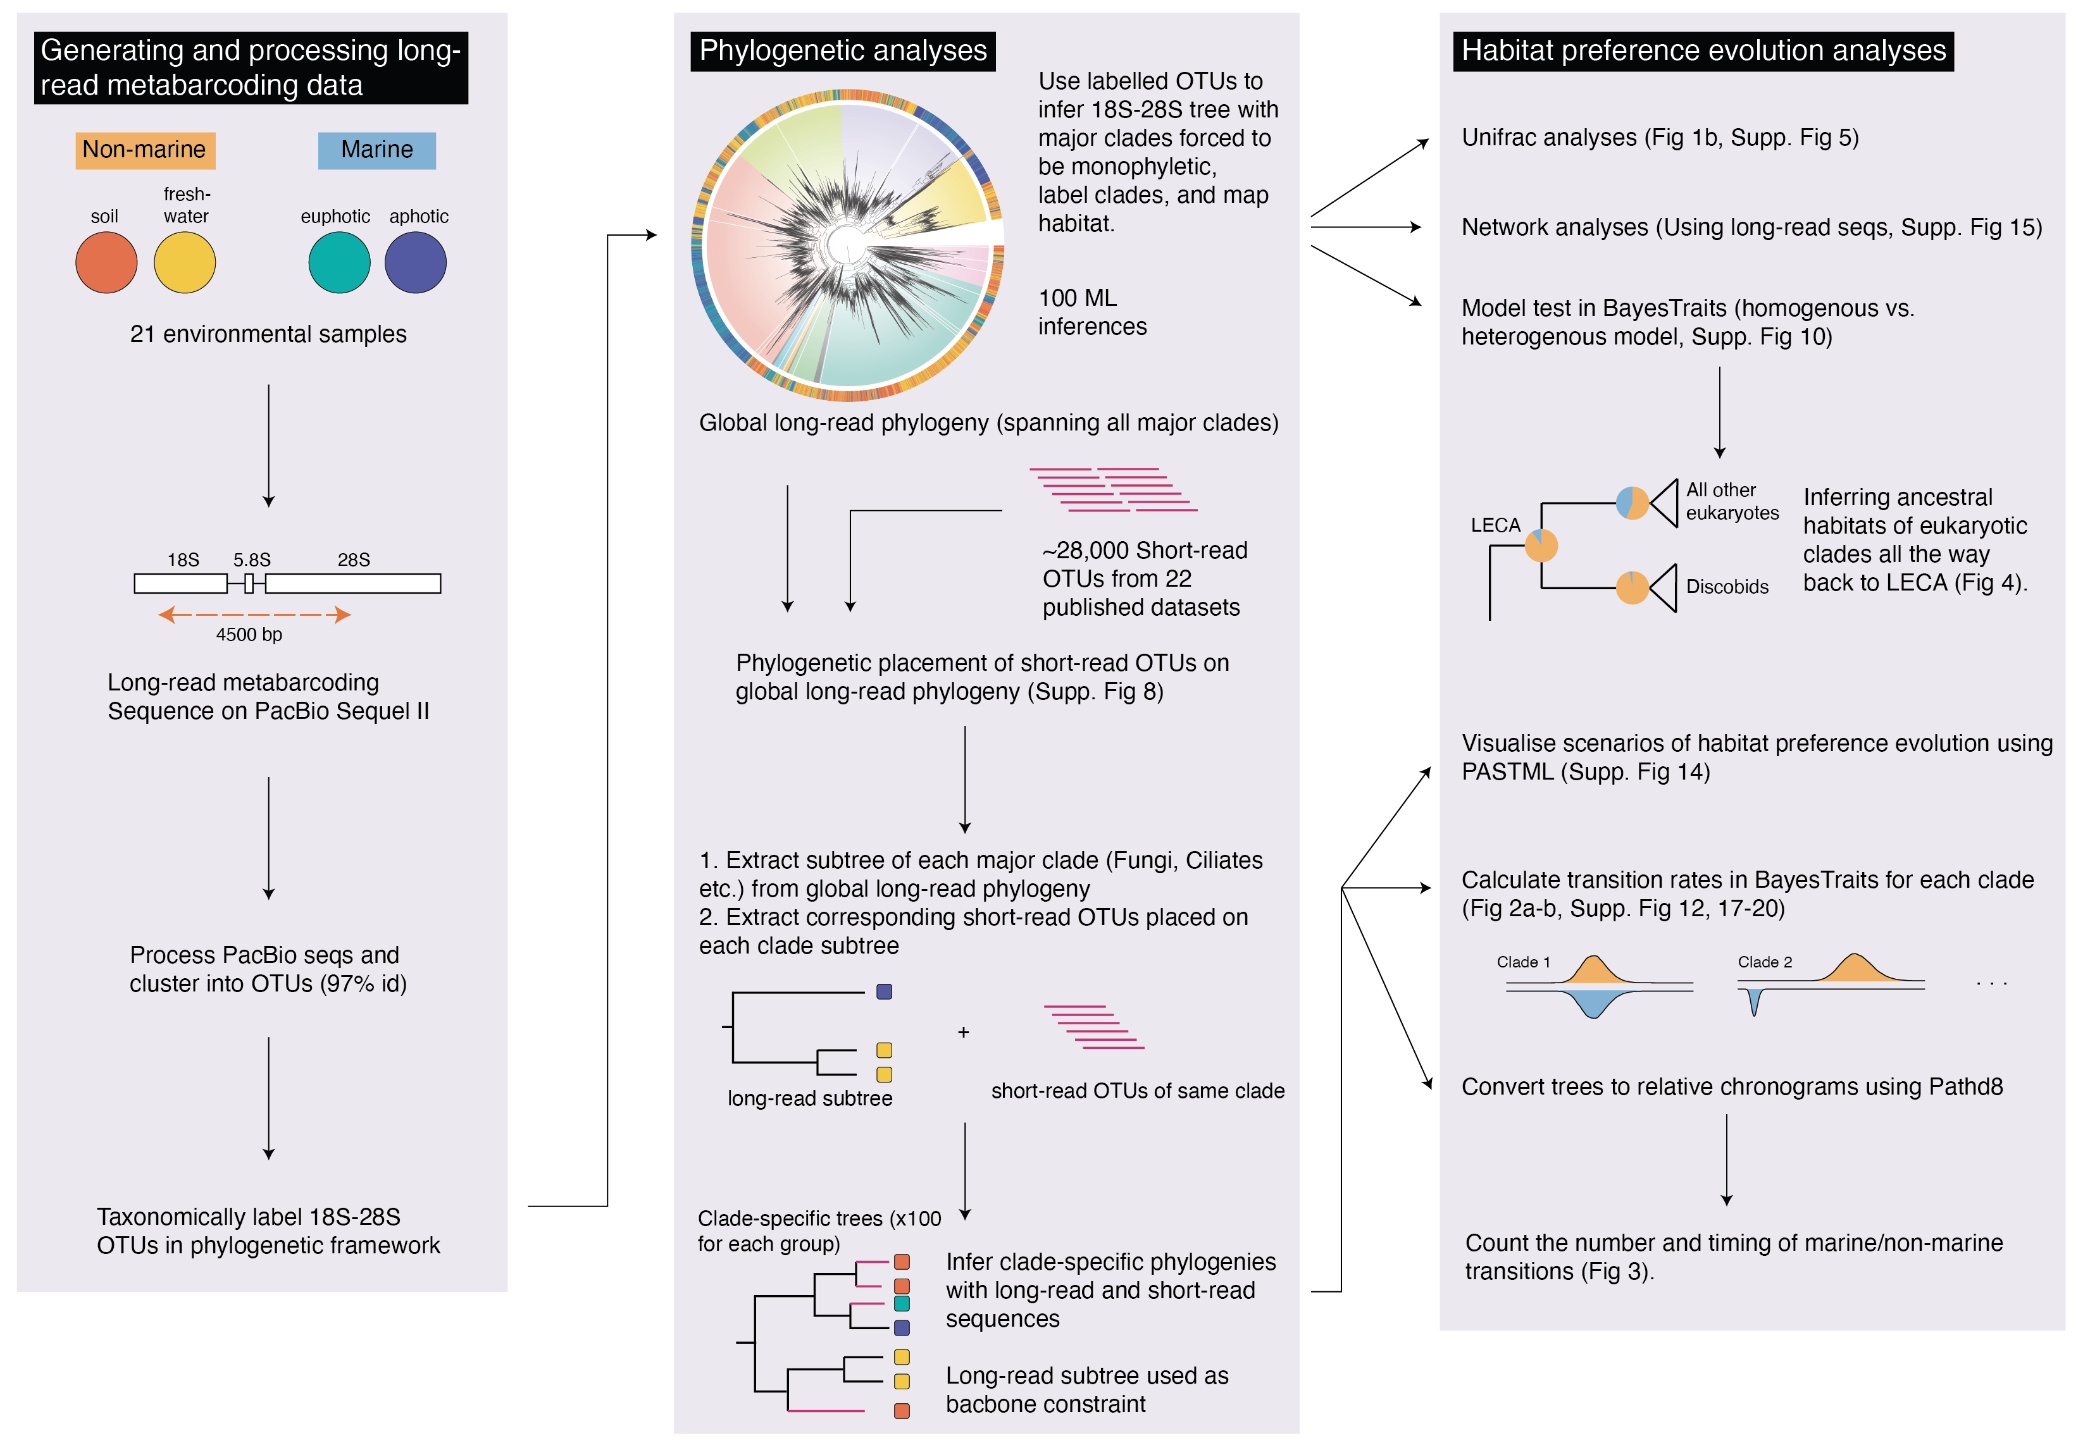 Generating and processing long-
read metabarcoding data
Non-marine
Marine
soil
fresh-
water
euphotic
aphotic
21 environmental samples
18S
5.8S
28S
4500 bp
Long-read metabarcoding
Sequence on PacBio Sequel II
Process PacBio seqs and
cluster into OTUs (97% id)
Taxonomically label 18S-28S
OTUs in phylogenetic framework
Phylogenetic analyses
Use labelled OTUs to
infer 18S-28S tree with
major clades forced to
be monophyletic,
label clades, and map
habitat.
100 ML
inferences
Global long-read phylogeny (spanning all major clades)
~28,000 Short-read
OTUs from 22
published datasets
Phylogenetic placement of short-read OTUs on
global long-read phylogeny (Supp. Fig 8)
1. Extract subtree of each major clade (Fungi, Ciliates
etc.) from global long-read phylogeny
2. Extract corresponding short-read OTUs placed on
each clade subtree
+
long-read subtree
short-read OTUs of same clade
Clade-specific trees (x100
for each group)
Infer clade-specific phylogenies
with long-read and short-read
sequences
Long-read subtree used as
bacbone constraint
Habitat preference evolution analyses
Unifrac analyses (Fig 1b, Supp. Fig 5)
Network analyses (Using long-read seqs, Supp. Fig 15)
Model test in BayesTraits (homogenous vs.
heterogenous model, Supp. Fig 10)
LECA
All other
eukaryotes
Discobids
Inferring ancestral
habitats of eukaryotic
clades all the way
back to LECA (Fig 4).
Visualise scenarios of habitat preference evolution using
PASTML (Supp. Fig 14)
Calculate transition rates in BayesTraits for each clade
(Fig 2a-b, Supp. Fig 12, 17-20)
Clade 1
Clade 2
. . .
Convert trees to relative chronograms using Pathd8
Count the number and timing of marine/non-marine
transitions (Fig 3).